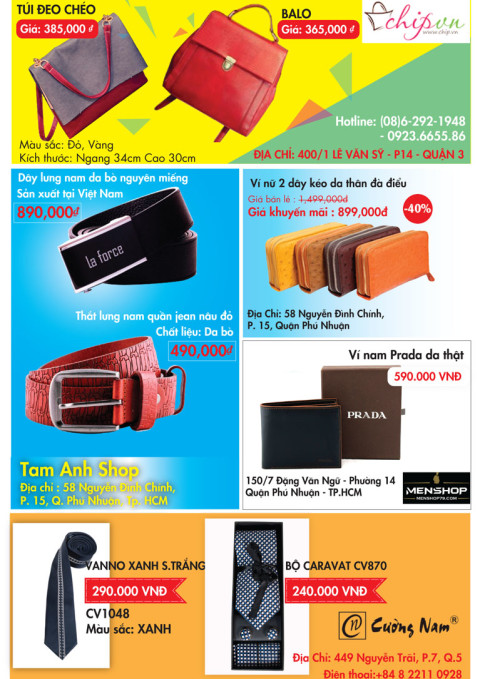 TÚI ĐEO CHÉO
Giá: 385,000₫
BALO
Giá: 365,000₫
chip.vn
www.chip.vn
Hotline: (08)6-292-1948
- 0923.6655.86
Màu sắc: Đỏ, Vàng
Kích thước: Ngang 34cm Cao 30cm
ĐỊA CHỈ: 400/1 LÊ VĂN SỸ - P14 - QUẬN 3
Dây lưng nam da bò nguyên miếng
Sản xuất tại Việt Nam
890,000₫
la force
Thắt lưng nam quần jean nâu đỏ
Chất liệu: Da bò
490,000₫
Tam Anh Shop
Địa chỉ : 58 Nguyễn Đình Chính,
P. 15, Q. Phú Nhuận. Tp. HCM
Ví nữ 2 dây kéo da thân đà điểu
Giá bán lẻ : 1,499,000đ
Giá khuyến mãi : 899,000đ
-40%
Địa Chỉ: 58 Nguyễn Đình Chính,
P. 15, Quận Phú Nhuận
Ví nam Prada da thật
590.000 VNĐ
PRADA
150/7 Đặng Văn Ngữ - Phường 14
Quận Phú Nhuận - TP.HCM
MENSHOP
MENSHOP79.COM
VANNO XANH S.TRẮNG
290.000 VNĐ
CV1048
Màu sắc: XANH
BỘ CARAVAT CV870
240.000 VNĐ
Cường Nam®
Địa Chỉ: 449 Nguyễn Trãi, P.7, Q.5
Điện thoại:+84 8 2211 0928